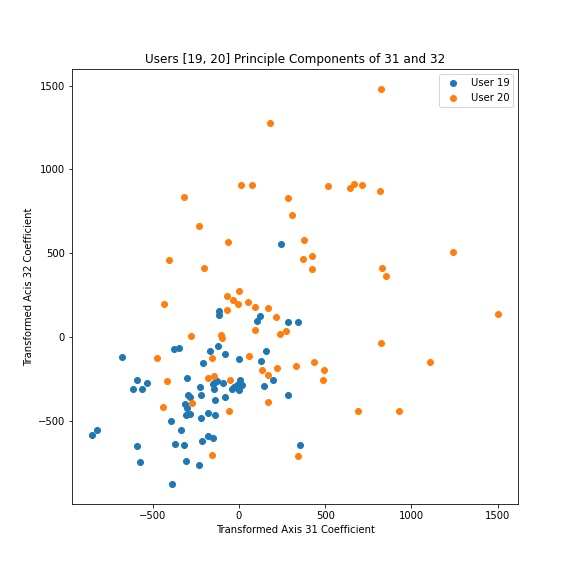 Users [19, 20] Principle Components of 31 and 32
User 19
User 20
Transformed Acis 32 Coefficient
1500
1000
500
0
−500
−500
0
500
1000
1500
Transformed Axis 31 Coefficient